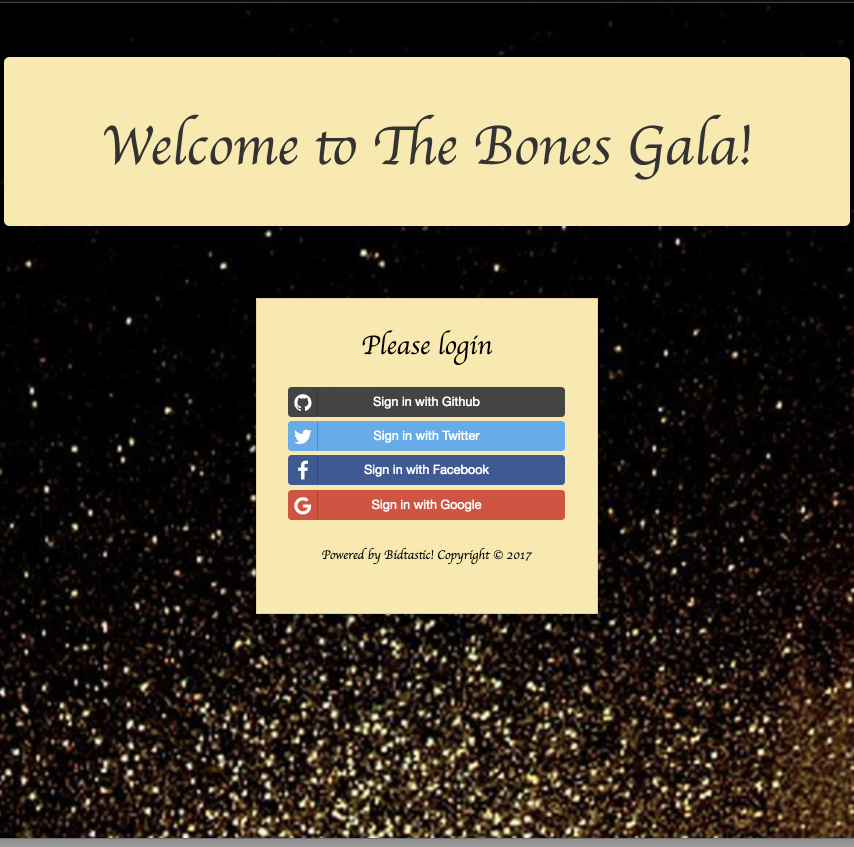 Welcome to The Bones Gala!
Please login
Sign in with Github
Sign in with Twitter
Sign in with Facebook
Sign in with Google
Powered by Bidtastic! Copyright © 2017